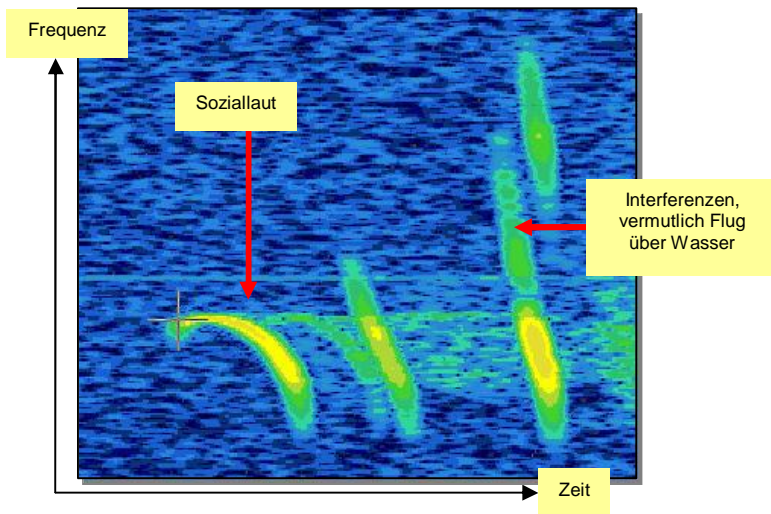 Frequenz
Soziallaut
Interferenzen,
vermutlich Flug
über Wasser
Zeit